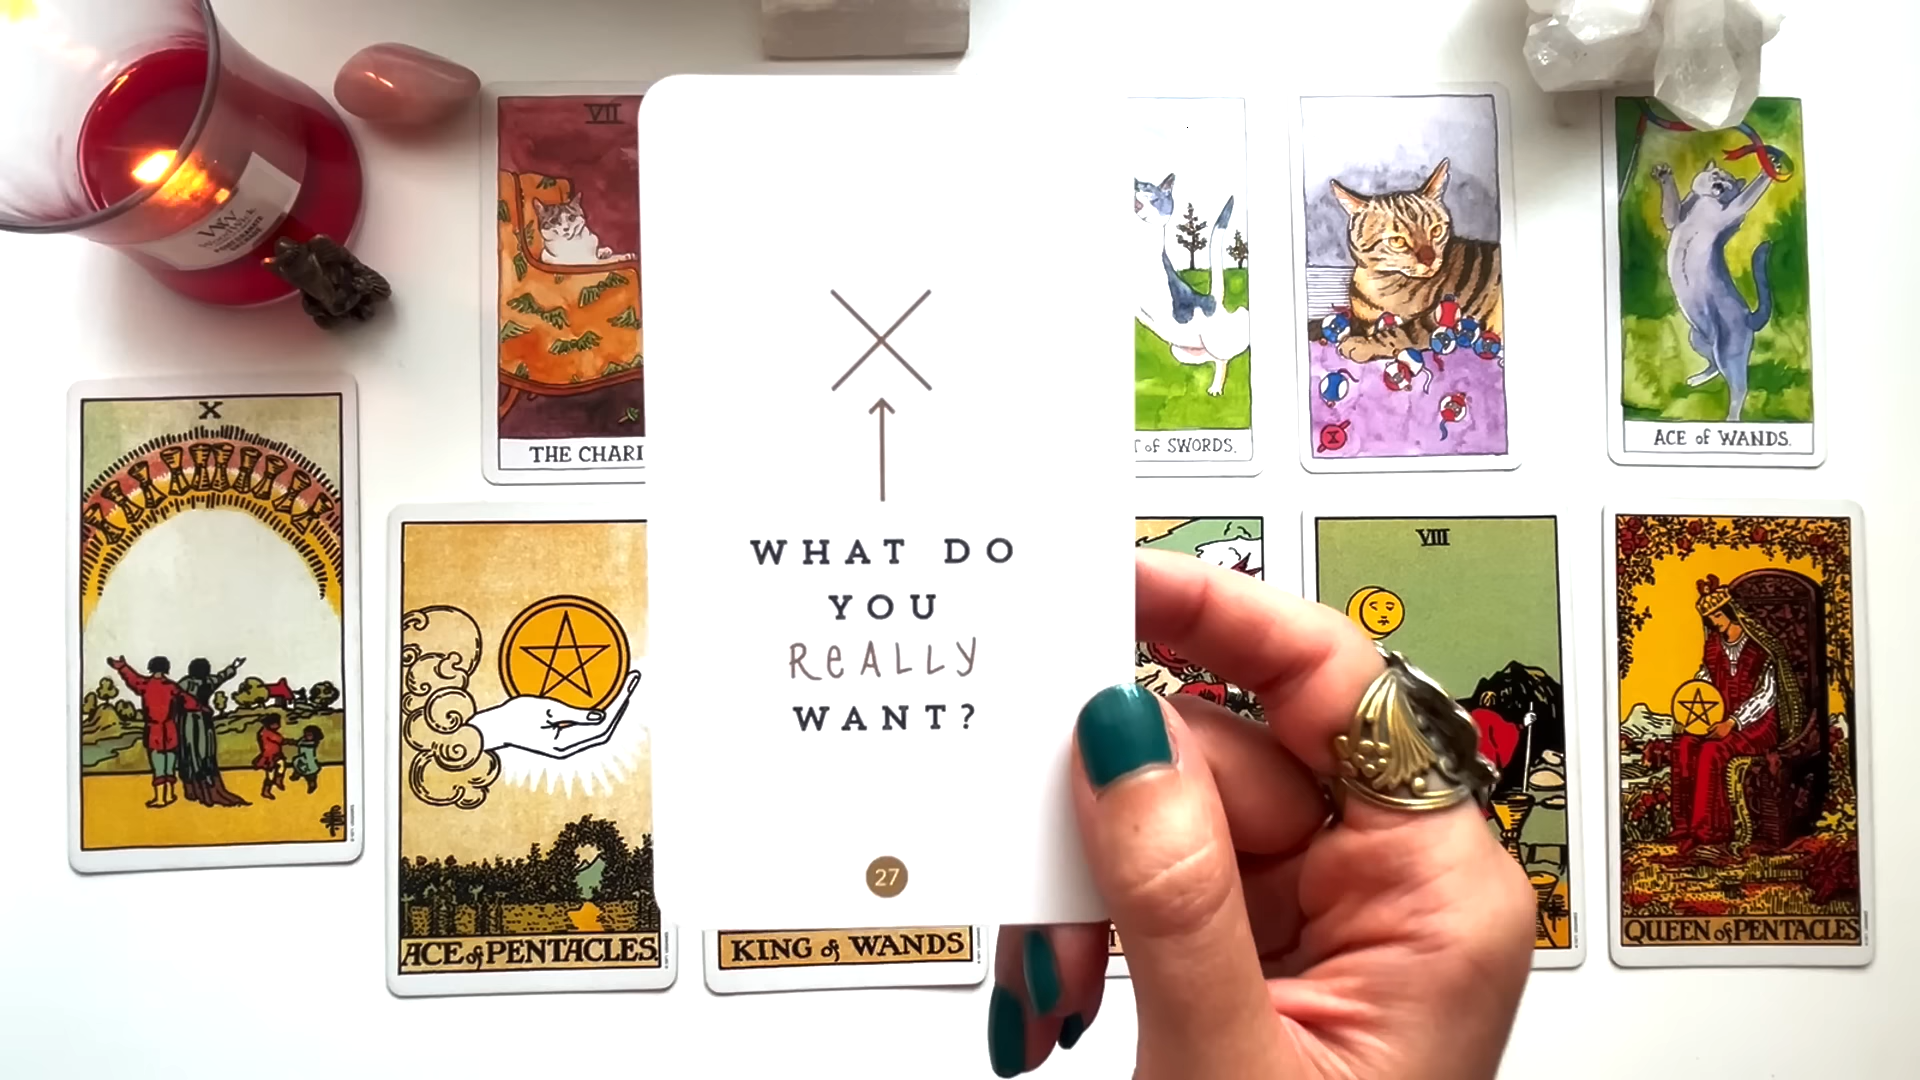 VII
THE CHARI
T of SWORDS.
X
ACE of WANDS.
X
WHAT DO
YOU
REALLY
WANT?
27
ACE of PENTACLES.
KING of WANDS
VIII
QUEEN of PENTACLES